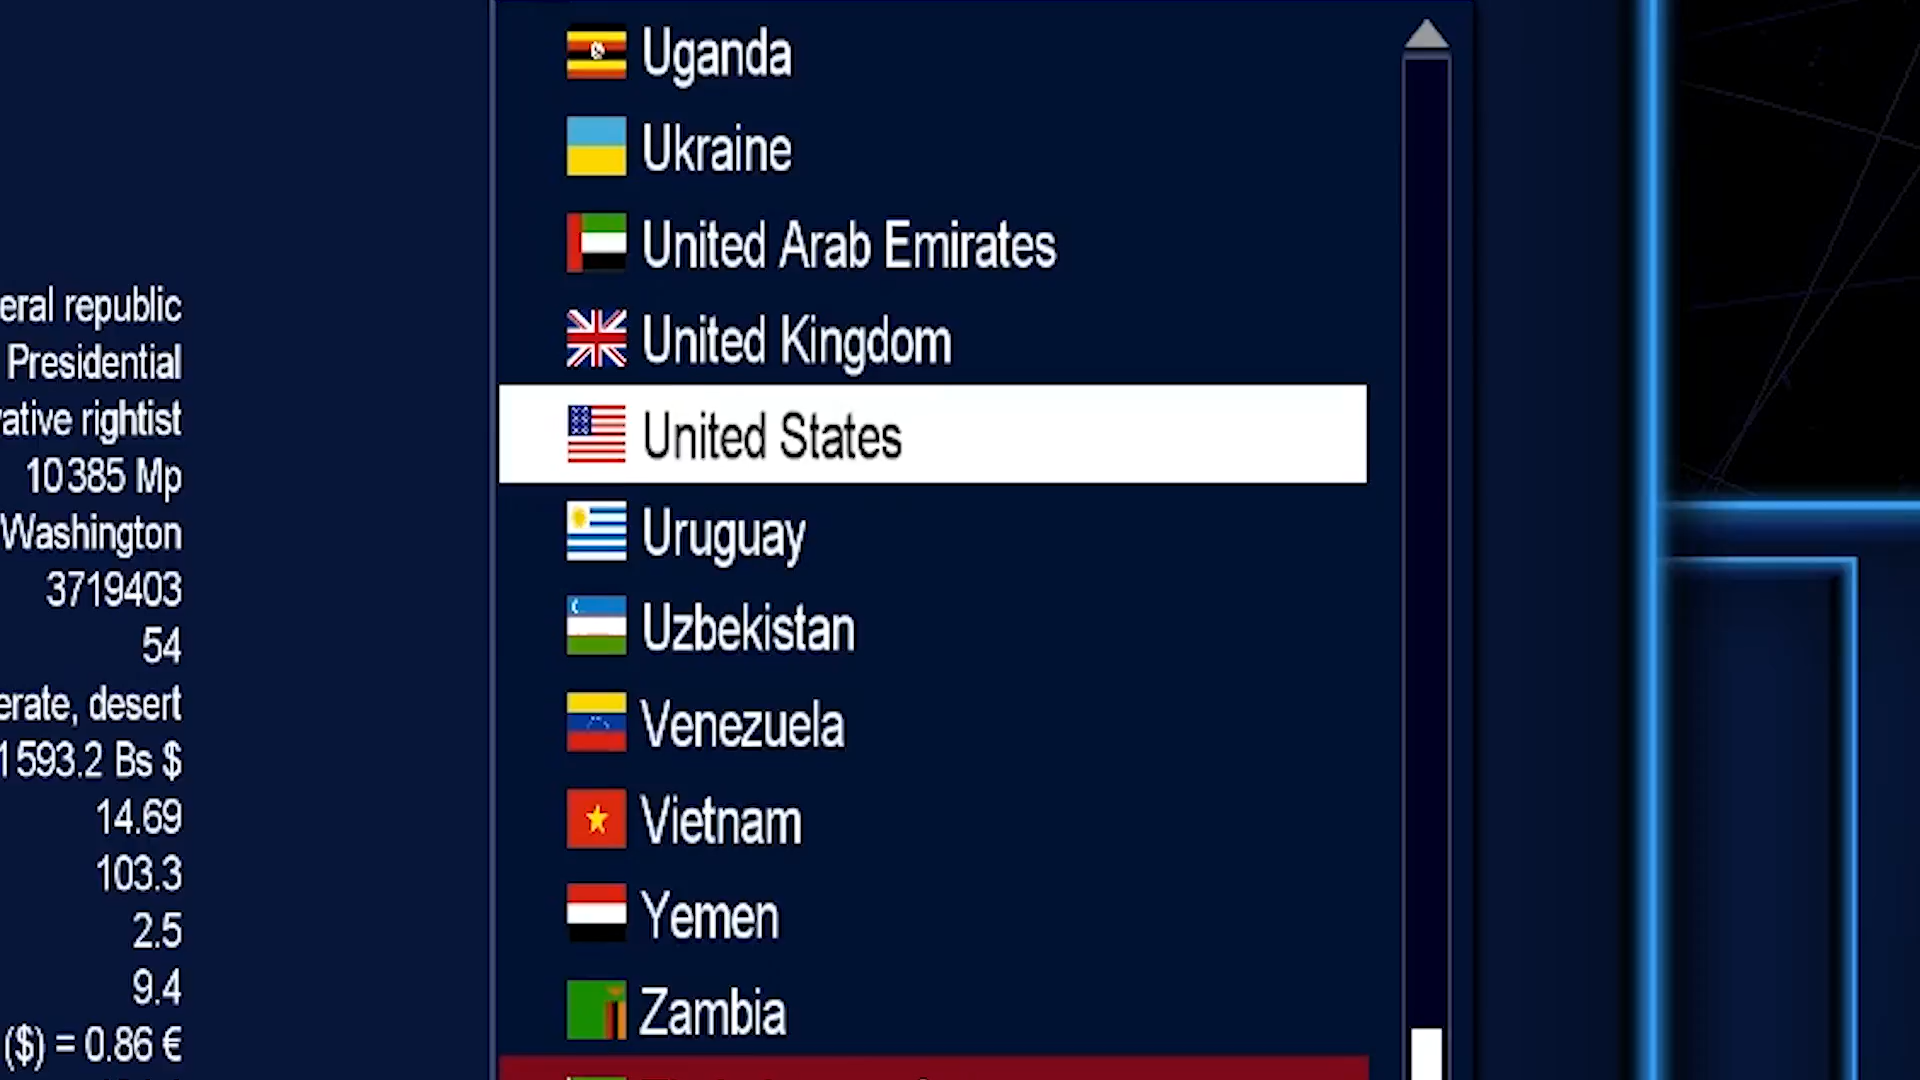 eral republic
Presidential
vative rightist
10385 Mp
Washington
3719403
54
erate, desert
1593.2 Bs $
14.69
103.3
2.5
9.4
($) = 0.86 €
Uganda
Ukraine
United Arab Emirates
United Kingdom
United States
Uruguay
Uzbekistan
Venezuela
Vietnam
Yemen
Zambia